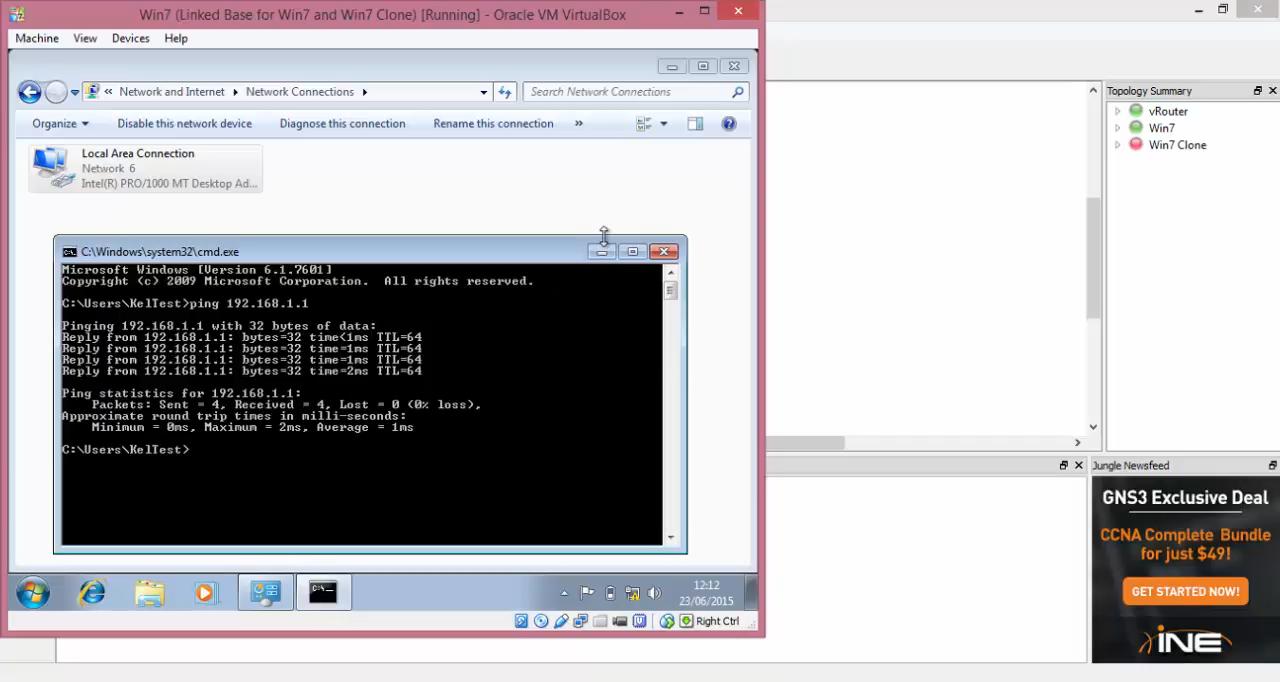 Win7 (Linked Base for Win7 and Win7 Clone) [Running] - Oracle VM VirtualBox
Machine View Devices Help
« Network and Internet Network Connections
Search Network Connections
Organize Disable this network device Diagnose this connection Rename this connection »
Local Area Connection
Network 6
Intel(R) PRO/1000 MT Desktop Ad...
C:\Windows\system32\cmd.exe
Microsoft Windows [Version 6.1.7601]
Copyright (c) 2009 Microsoft Corporation.  All rights reserved.
C:\Users\KelTest>ping 192.168.1.1
Pinging 192.168.1.1 with 32 bytes of data:
Reply from 192.168.1.1: bytes=32 time<1ms TTL=64
Reply from 192.168.1.1: bytes=32 time=1ms TTL=64
Reply from 192.168.1.1: bytes=32 time=1ms TTL=64
Reply from 192.168.1.1: bytes=32 time=2ms TTL=64
Ping statistics for 192.168.1.1:
Packets: Sent = 4, Received = 4, Lost = 0 (0% loss),
Approximate round trip times in milli-seconds:
Minimum = 0ms, Maximum = 2ms, Average = 1ms
C:\Users\KelTest>
12:12
23/06/2015
Right Ctrl
Topology Summary
vRouter
Win7
Win7 Clone
Jungle Newsfeed
GNS3 Exclusive Deal
CCNA Complete Bundle
for just $49!
GET STARTED NOW!
iNE